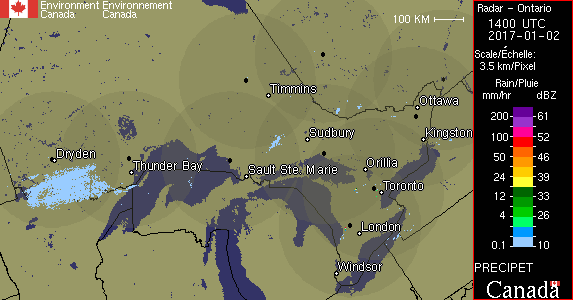 Environment Environnement
Canada Canada
100 KM
Timmins
Ottawa
Sudbury
Kingston
Dryden
Thunder Bay
Sault Ste. Marie
Orillia
Toronto
London
Windsor
Radar - Ontario
1400 UTC
2017-01-02
Scale/Échelle:
3.5 km/Pixel
Rain/Pluie
mm/hr dBZ
200 61
100 52
50 46
24 39
12 33
4 26
0.1 10
PRECIPET
Canada